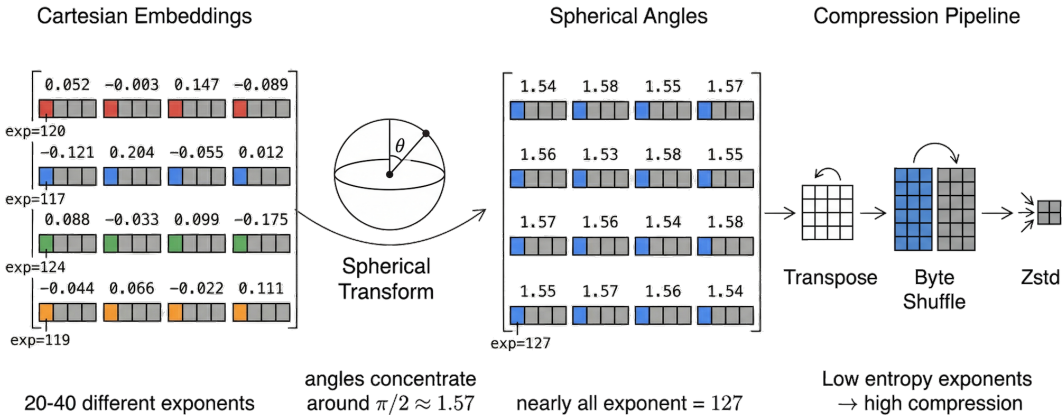 Cartesian Embeddings
Spherical Angles
Compression Pipeline
0.052 −0.003 0.147 −0.089
exp=120
−0.121 0.204 −0.055 0.012
exp=117
0.088 −0.033 0.099 −0.175
exp=124
−0.044 0.066 −0.022 0.111
exp=119
θ
Spherical
Transform
1.54 1.58 1.55 1.57
1.56 1.53 1.58 1.55
1.57 1.56 1.54 1.58
1.55 1.57 1.56 1.54
exp=127
Transpose
Byte
Shuffle
Zstd
20-40 different exponents
angles concentrate
around π/2 ≈ 1.57
nearly all exponent = 127
Low entropy exponents
→ high compression